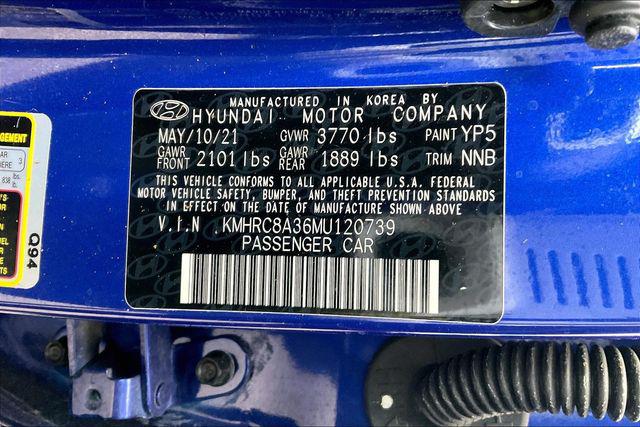 MANUFACTURED IN KOREA BY
HYUNDAI MOTOR COMPANY
MAY/10/21 GVWR 3770 lbs PAINT YP5
GAWR FRONT 2101 lbs GAWR REAR 1889 lbs TRIM NNB
THIS VEHICLE CONFORMS TO ALL APPLICABLE U.S.A. FEDERAL
MOTOR VEHICLE SAFETY, BUMPER, AND THEFT PREVENTION STANDARDS
IN EFFECT ON THE DATE OF MANUFACTURE SHOWN ABOVE
V.I.N. KMHRC8A36MU120739
PASSENGER CAR
Q94
3